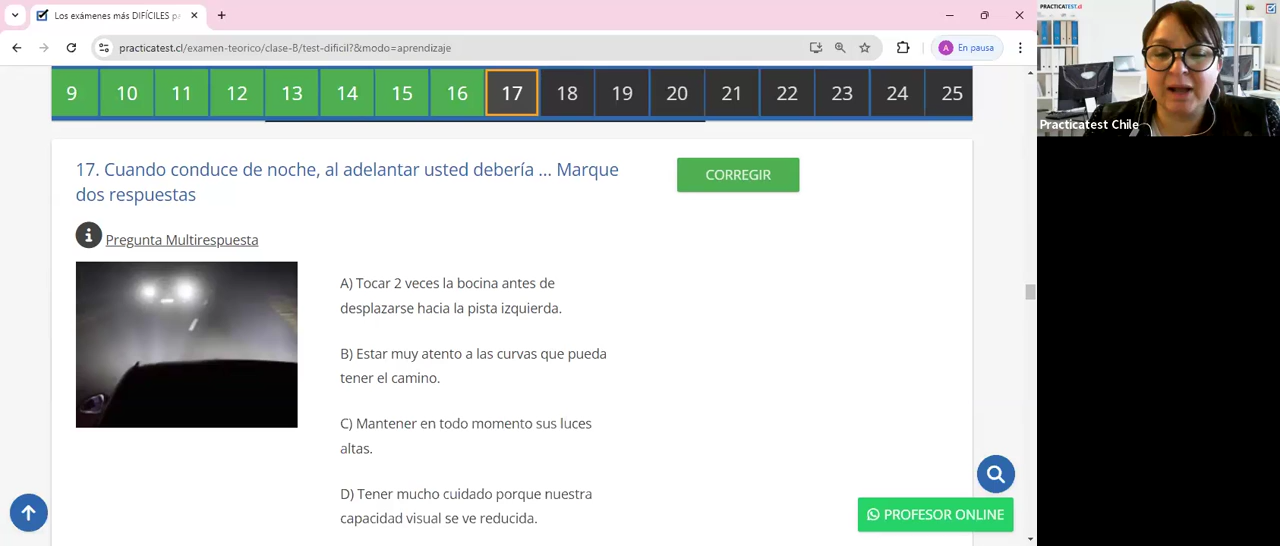 Los exámenes más DIFÍCILES pa
practicatest.cl/examen-teorico/clase-B/test-dificil?&modo=aprendizaje
A
En pausa
PRACTICATEST.cl
Practicatest Chile
9 10 11 12 13 14 15 16 17 18 19 20 21 22 23 24 25
17. Cuando conduce de noche, al adelantar usted debería ... Marque
dos respuestas
CORREGIR
Pregunta Multirespuesta
A) Tocar 2 veces la bocina antes de
desplazarse hacia la pista izquierda.
B) Estar muy atento a las curvas que pueda
tener el camino.
C) Mantener en todo momento sus luces
altas.
D) Tener mucho cuidado porque nuestra
capacidad visual se ve reducida.
PROFESOR ONLINE